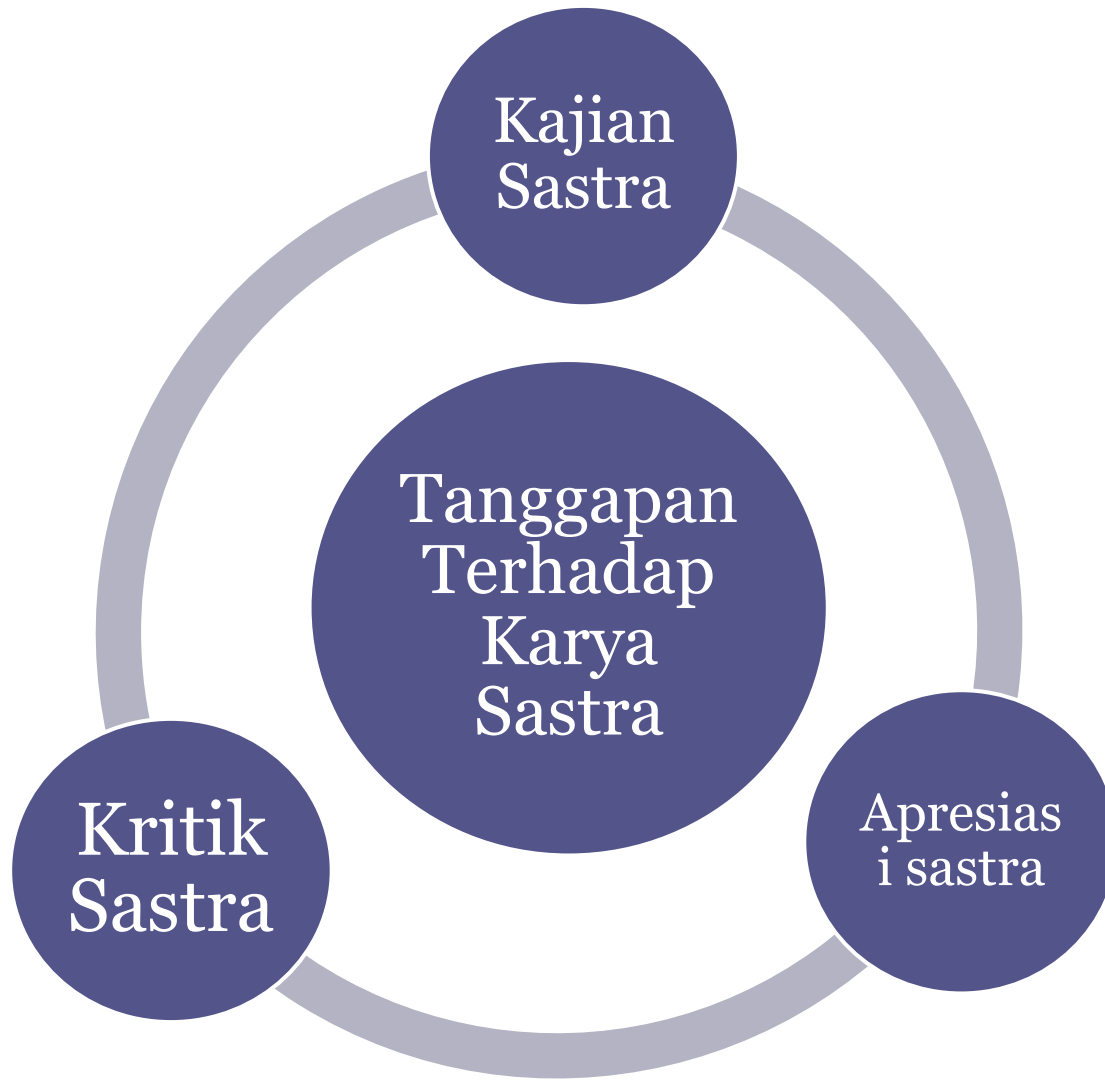 Kajian
Sastra
Tanggapan
Terhadap
Karya
Sastra
Kritik
Sastra
Apresias
i sastra